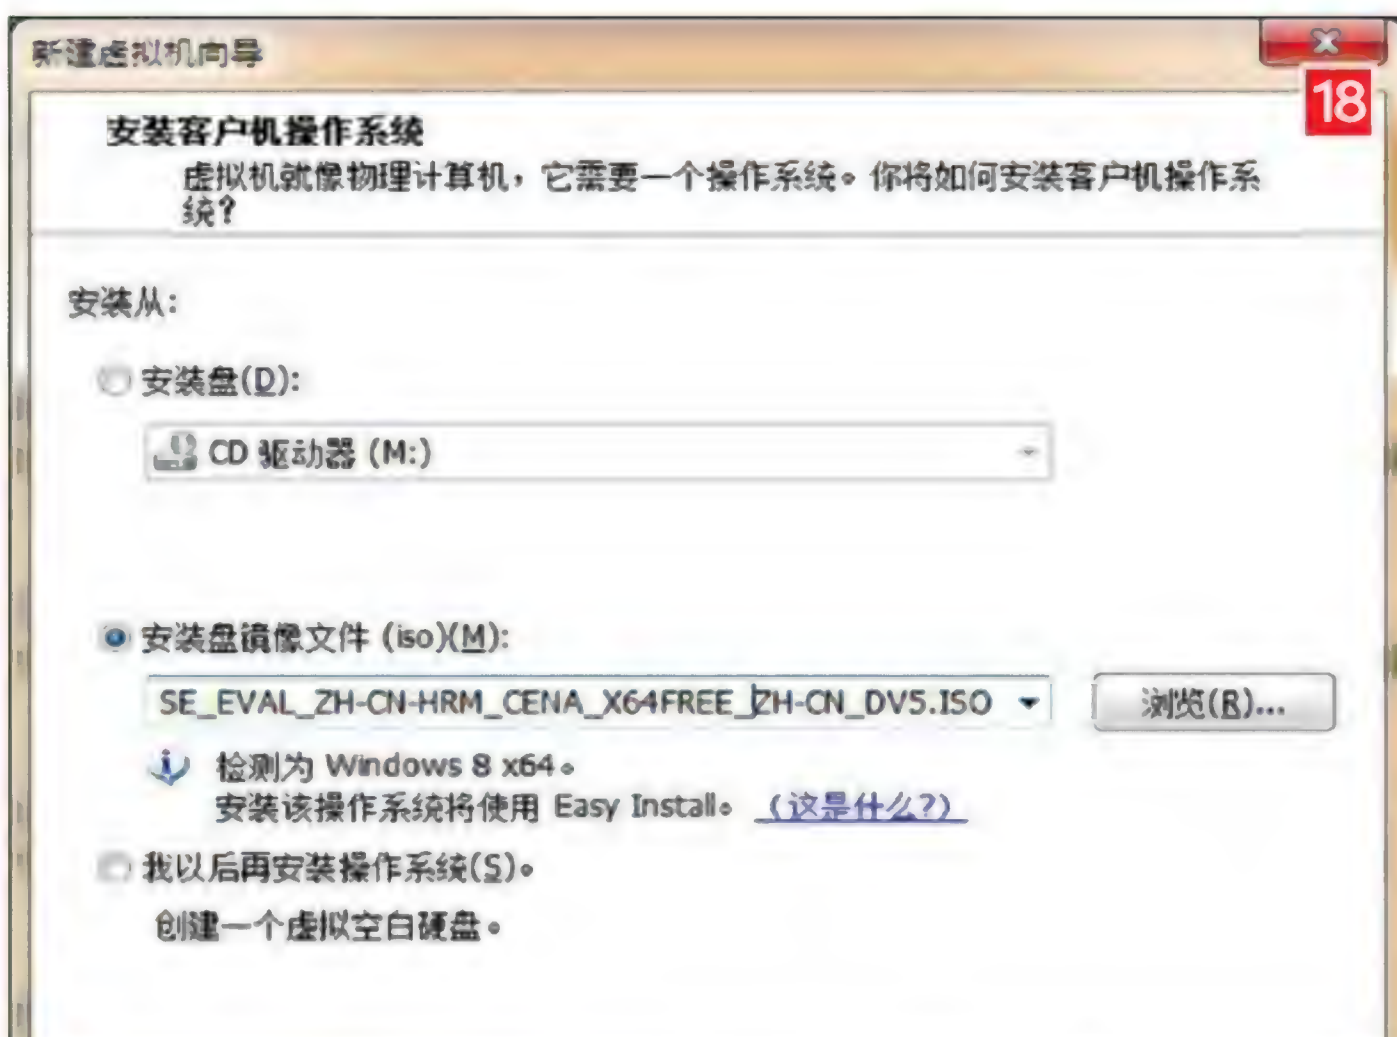 新建虚拟机向导
18
安装客户机操作系统
虚拟机就像物理计算机，它需要一个操作系统。你将如何安装客户机操作系
统？
安装从：
安装盘(D):
CD 驱动器 (M:)
安装盘镜像文件 (iso)(M):
SE_EVAL_ZH-CN-HRM_CENA_X64FREE_ZH-CN_DV5.ISO
浏览(R)...
检测为 Windows 8 x64。
安装该操作系统将使用 Easy Install。 (这是什么?)
我以后再安装操作系统(S)。
创建一个虚拟空白硬盘。